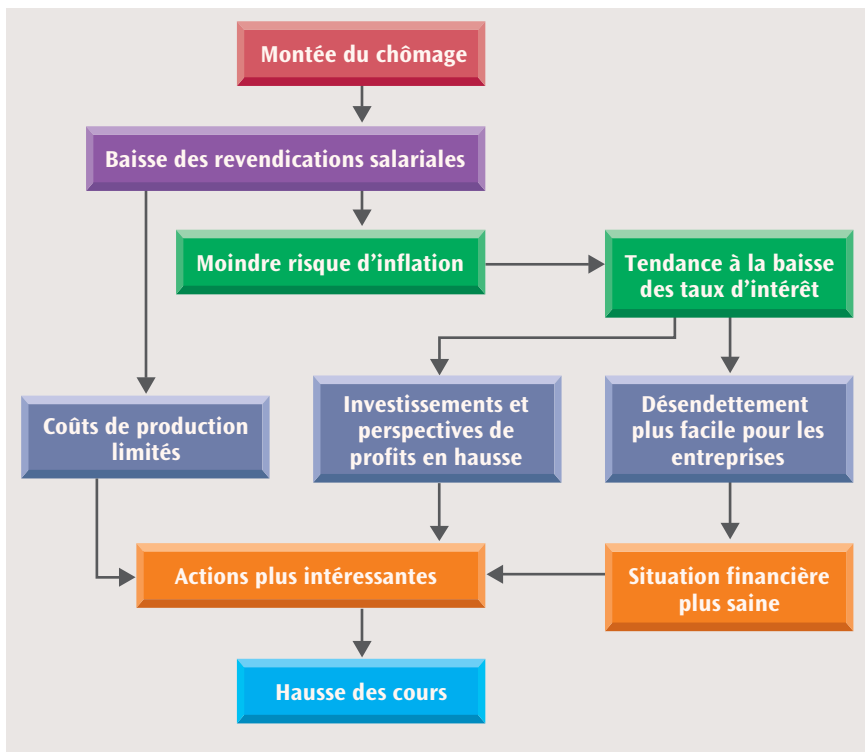 Montée du chômage
Baisse des revendications salariales
Moindre risque d’inflation
Tendance à la baisse
des taux d’intérêt
Coûts de production
limités
Investissements et
perspectives de
profits en hausse
Désendettement
plus facile pour les
entreprises
Actions plus intéressantes
Situation financière
plus saine
Hausse des cours